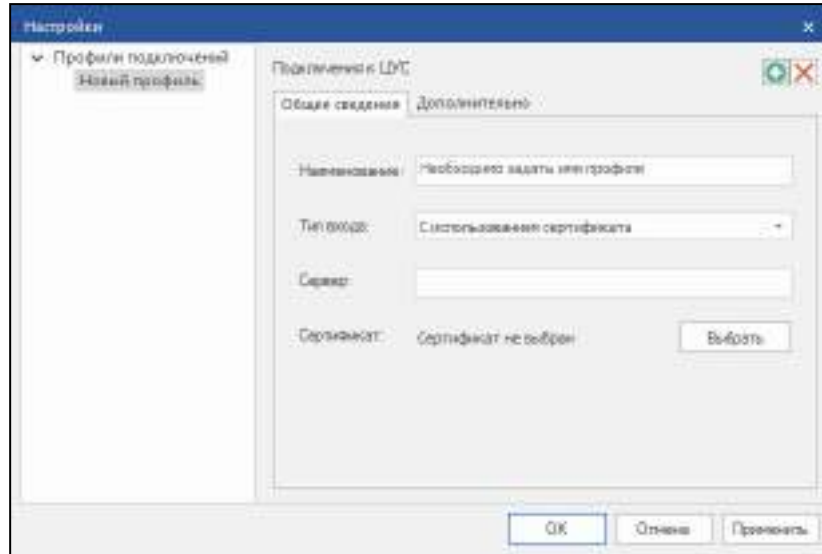 Настройки
Профили подключений
Новый профиль
Подключения к ЦУС
Общие сведения
Дополнительно
Наименование:
Необходимо задать имя профиля
Тип входа:
С использованием сертификата
Сервер:
Сертификат:
Сертификат не выбран
Выбрать
OK
Отмена
Применить